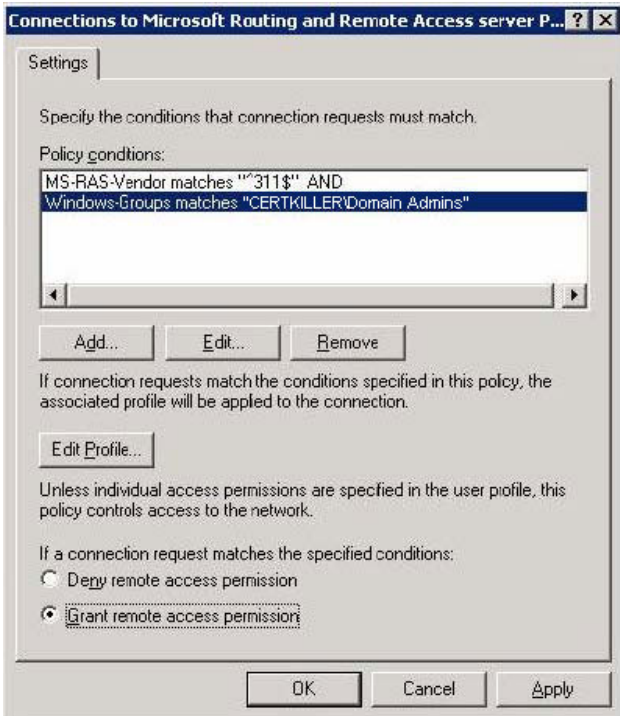 Connections to Microsoft Routing and Remote Access server P...
Settings
Specify the conditions that connection requests must match.
Policy condtions:
MS-RAS-Vendor matches "^311$" AND
Windows-Groups matches "CERTKILLER\Domain Admins"
Add...
Edit...
Remove
If connection requests match the conditions specified in this policy, the
associated profile will be appled to the connection.
Edit Profile...
Unless individual access permissions are specified in the user profile, this
policy controls access to the network.
If a connection request matches the specified conditions:
Deny remote access permission
Grant remote access permission
OK
Cancel
Apply